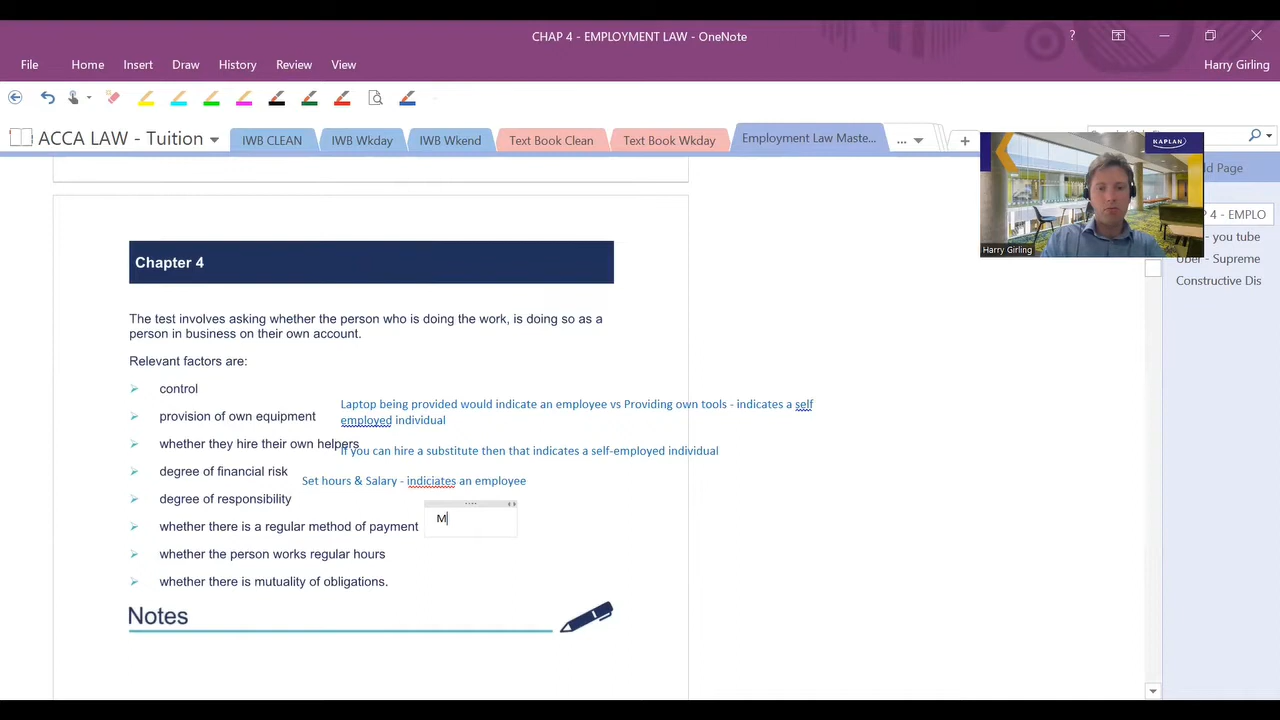 CHAP 4 - EMPLOYMENT LAW - OneNote
?
File Home Insert Draw History Review View
Harry Girling
ACCA LAW - Tuition
IWB CLEAN
IWB Wkday
IWB Wkend
Text Book Clean
Text Book Wkday
Employment Law Maste...
...
KAPLAN
Harry Girling
d Page
4 - EMPLO
- you tube
Uber - Supreme
Constructive Dis
Chapter 4
The test involves asking whether the person who is doing the work, is doing so as a
person in business on their own account.
Relevant factors are:
control
provision of own equipment
Laptop being provided would indicate an employee vs Providing own tools - indicates a self
employed individual
whether they hire their own helpers
If you can hire a substitute then that indicates a self-employed individual
degree of financial risk
Set hours & Salary - indiciates an employee
degree of responsibility
whether there is a regular method of payment
M
whether the person works regular hours
whether there is mutuality of obligations.
Notes